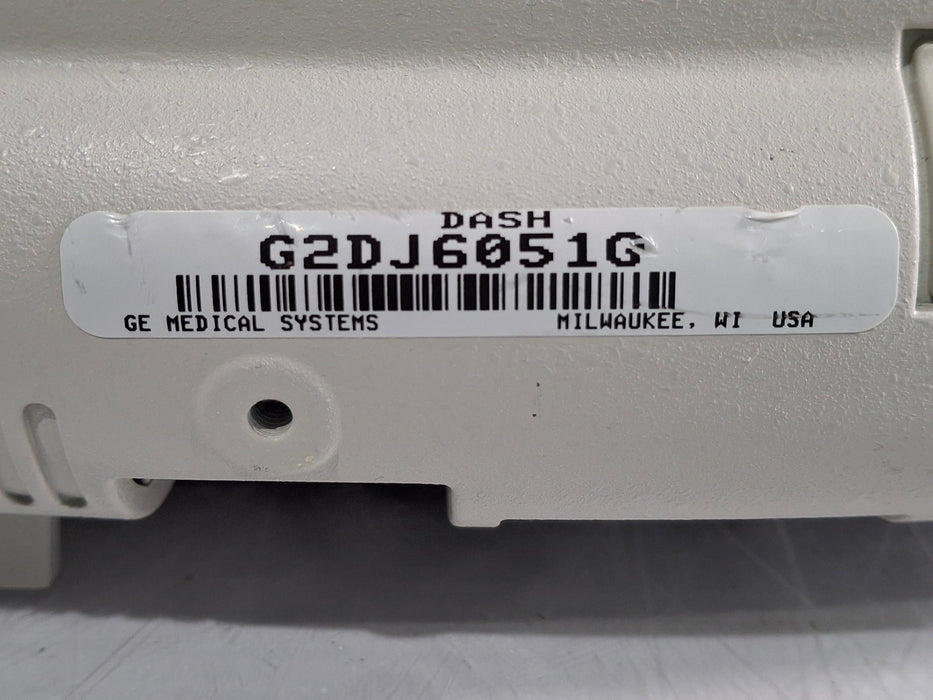 DASH
G2DJ6051G
GE MEDICAL SYSTEMS MILWAUKEE, WI USA